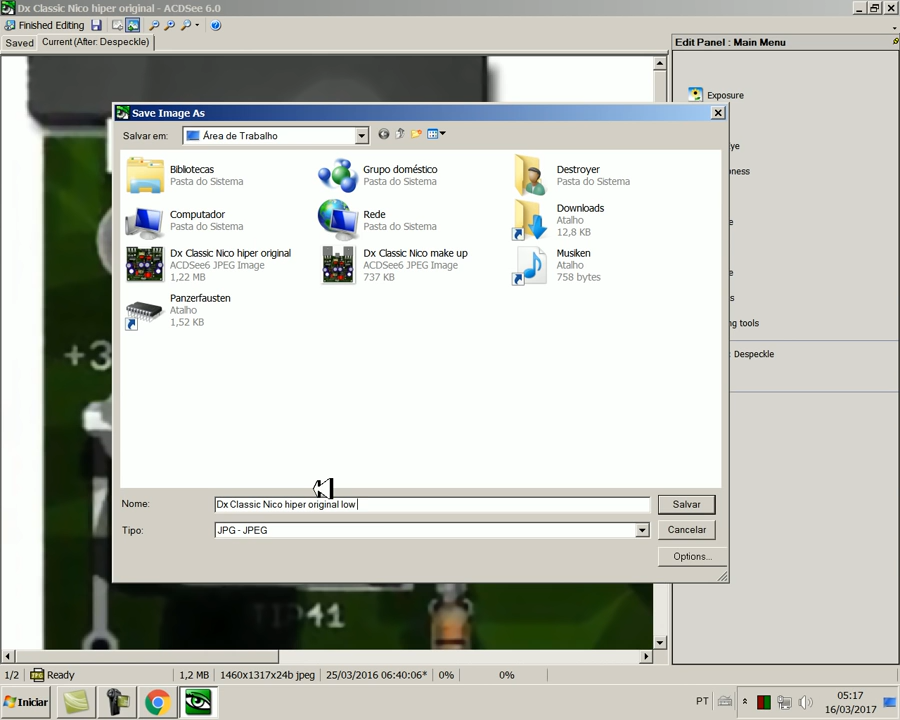 Dx Classic Nico hiper original - ACDSee 6.0
Finished Editing
Saved
Current (After: Despeckle)
Edit Panel : Main Menu
Exposure
ye
ness
e
e
s
ng tools
: Despeckle
Save Image As
Salvar em:
Área de Trabalho
Bibliotecas
Pasta do Sistema
Grupo doméstico
Pasta do Sistema
Destroyer
Pasta do Sistema
Computador
Pasta do Sistema
Rede
Pasta do Sistema
Downloads
Atalho
12,8 KB
Dx Classic Nico hiper original
ACDSee6 JPEG Image
1,22 MB
Dx Classic Nico make up
ACDSee6 JPEG Image
737 KB
Musiken
Atalho
758 bytes
Panzerfausten
Atalho
1,52 KB
Nome:
Dx Classic Nico hiper original low
Salvar
Tipo:
JPG - JPEG
Cancelar
Options...
+3
TIP41
1/2
Ready
1,2 MB
1460x1317x24b jpeg
25/03/2016 06:40:06*
0%
0%
Iniciar
PT
05:17
16/03/2017